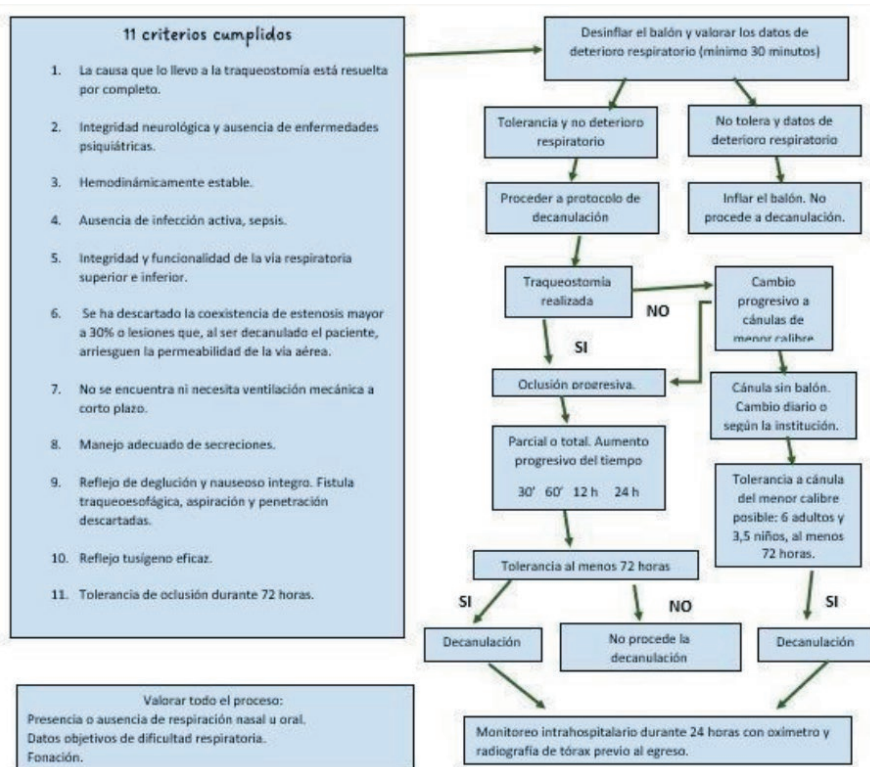 11 criterios cumplidos
1. La causa que lo llevo a la traqueostomía está resuelta
por completo.
2. Integridad neurológica y ausencia de enfermedades
psiquiátricas.
3. Hemodinámicamente estable.
4. Ausencia de infección activa, sepsis.
5. Integridad y funcionalidad de la vía respiratoria
superior e inferior.
6. Se ha descartado la coexistencia de estenosis mayor
a 30% o lesiones que, al ser decanulado el paciente,
arriesguen la permeabilidad de la vía aérea.
7. No se encuentra ni necesita ventilación mecánica a
corto plazo.
8. Manejo adecuado de secreciones.
9. Reflejo de deglución y nauseoso integro. Fistula
traqueoesofágica, aspiración y penetración
descartadas.
10. Reflejo tusígeno eficaz.
11. Tolerancia de oclusión durante 72 horas.
Valorar todo el proceso:
Presencia o ausencia de respiración nasal u oral.
Datos objetivos de dificultad respiratoria.
Fonación.
Desinflar el balón y valorar los datos de
deterioro respiratorio (mínimo 30 minutos)
Tolerancia y no deterioro
respiratorio
No tolera y datos de
deterioro respiratorio
Proceder a protocolo de
decanulación
Inflar el balón. No
procede a decanulación.
Traqueostomía
realizada
NO
Cambio
progresivo a
cánulas de
menor calibre
SI
Oclusión progresiva.
Cánula sin balón.
Cambio diario o
según la institución.
Parcial o total. Aumento
progresivo del tiempo
30' 60' 12 h 24 h
Tolerancia a cánula
del menor calibre
posible: 6 adultos y
3,5 niños, al menos
72 horas.
Tolerancia al menos 72 horas
SI
NO
SI
Decanulación
No procede la
decanulación
Decanulación
Monitoreo intrahospitalario durante 24 horas con oxímetro y
radiografía de tórax previo al egreso.